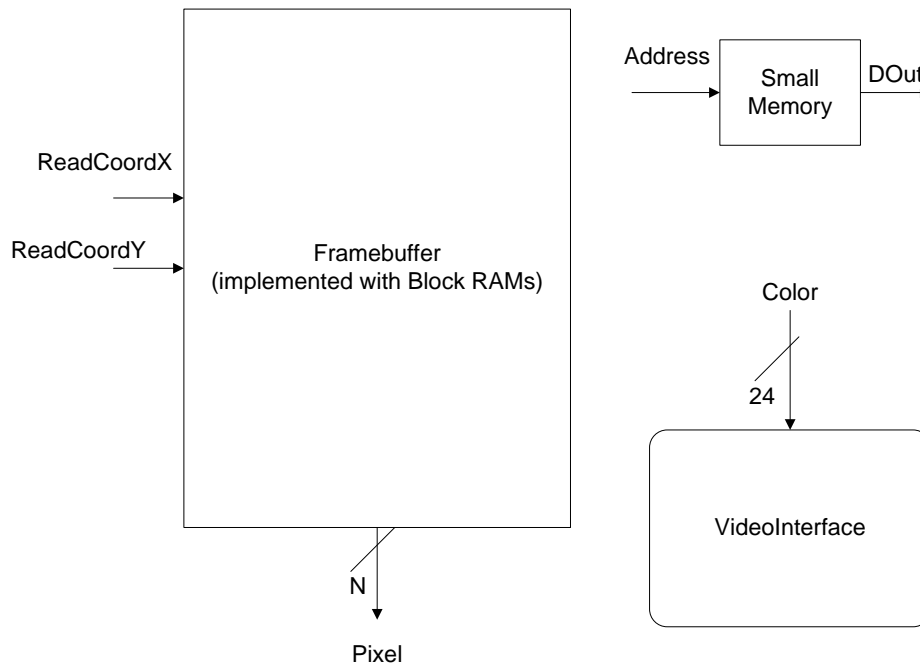 Address
Small
Memory
DOut
ReadCoordX
ReadCoordY
Framebuffer
(implemented with Block RAMs)
Color
24
VideoInterface
N
Pixel